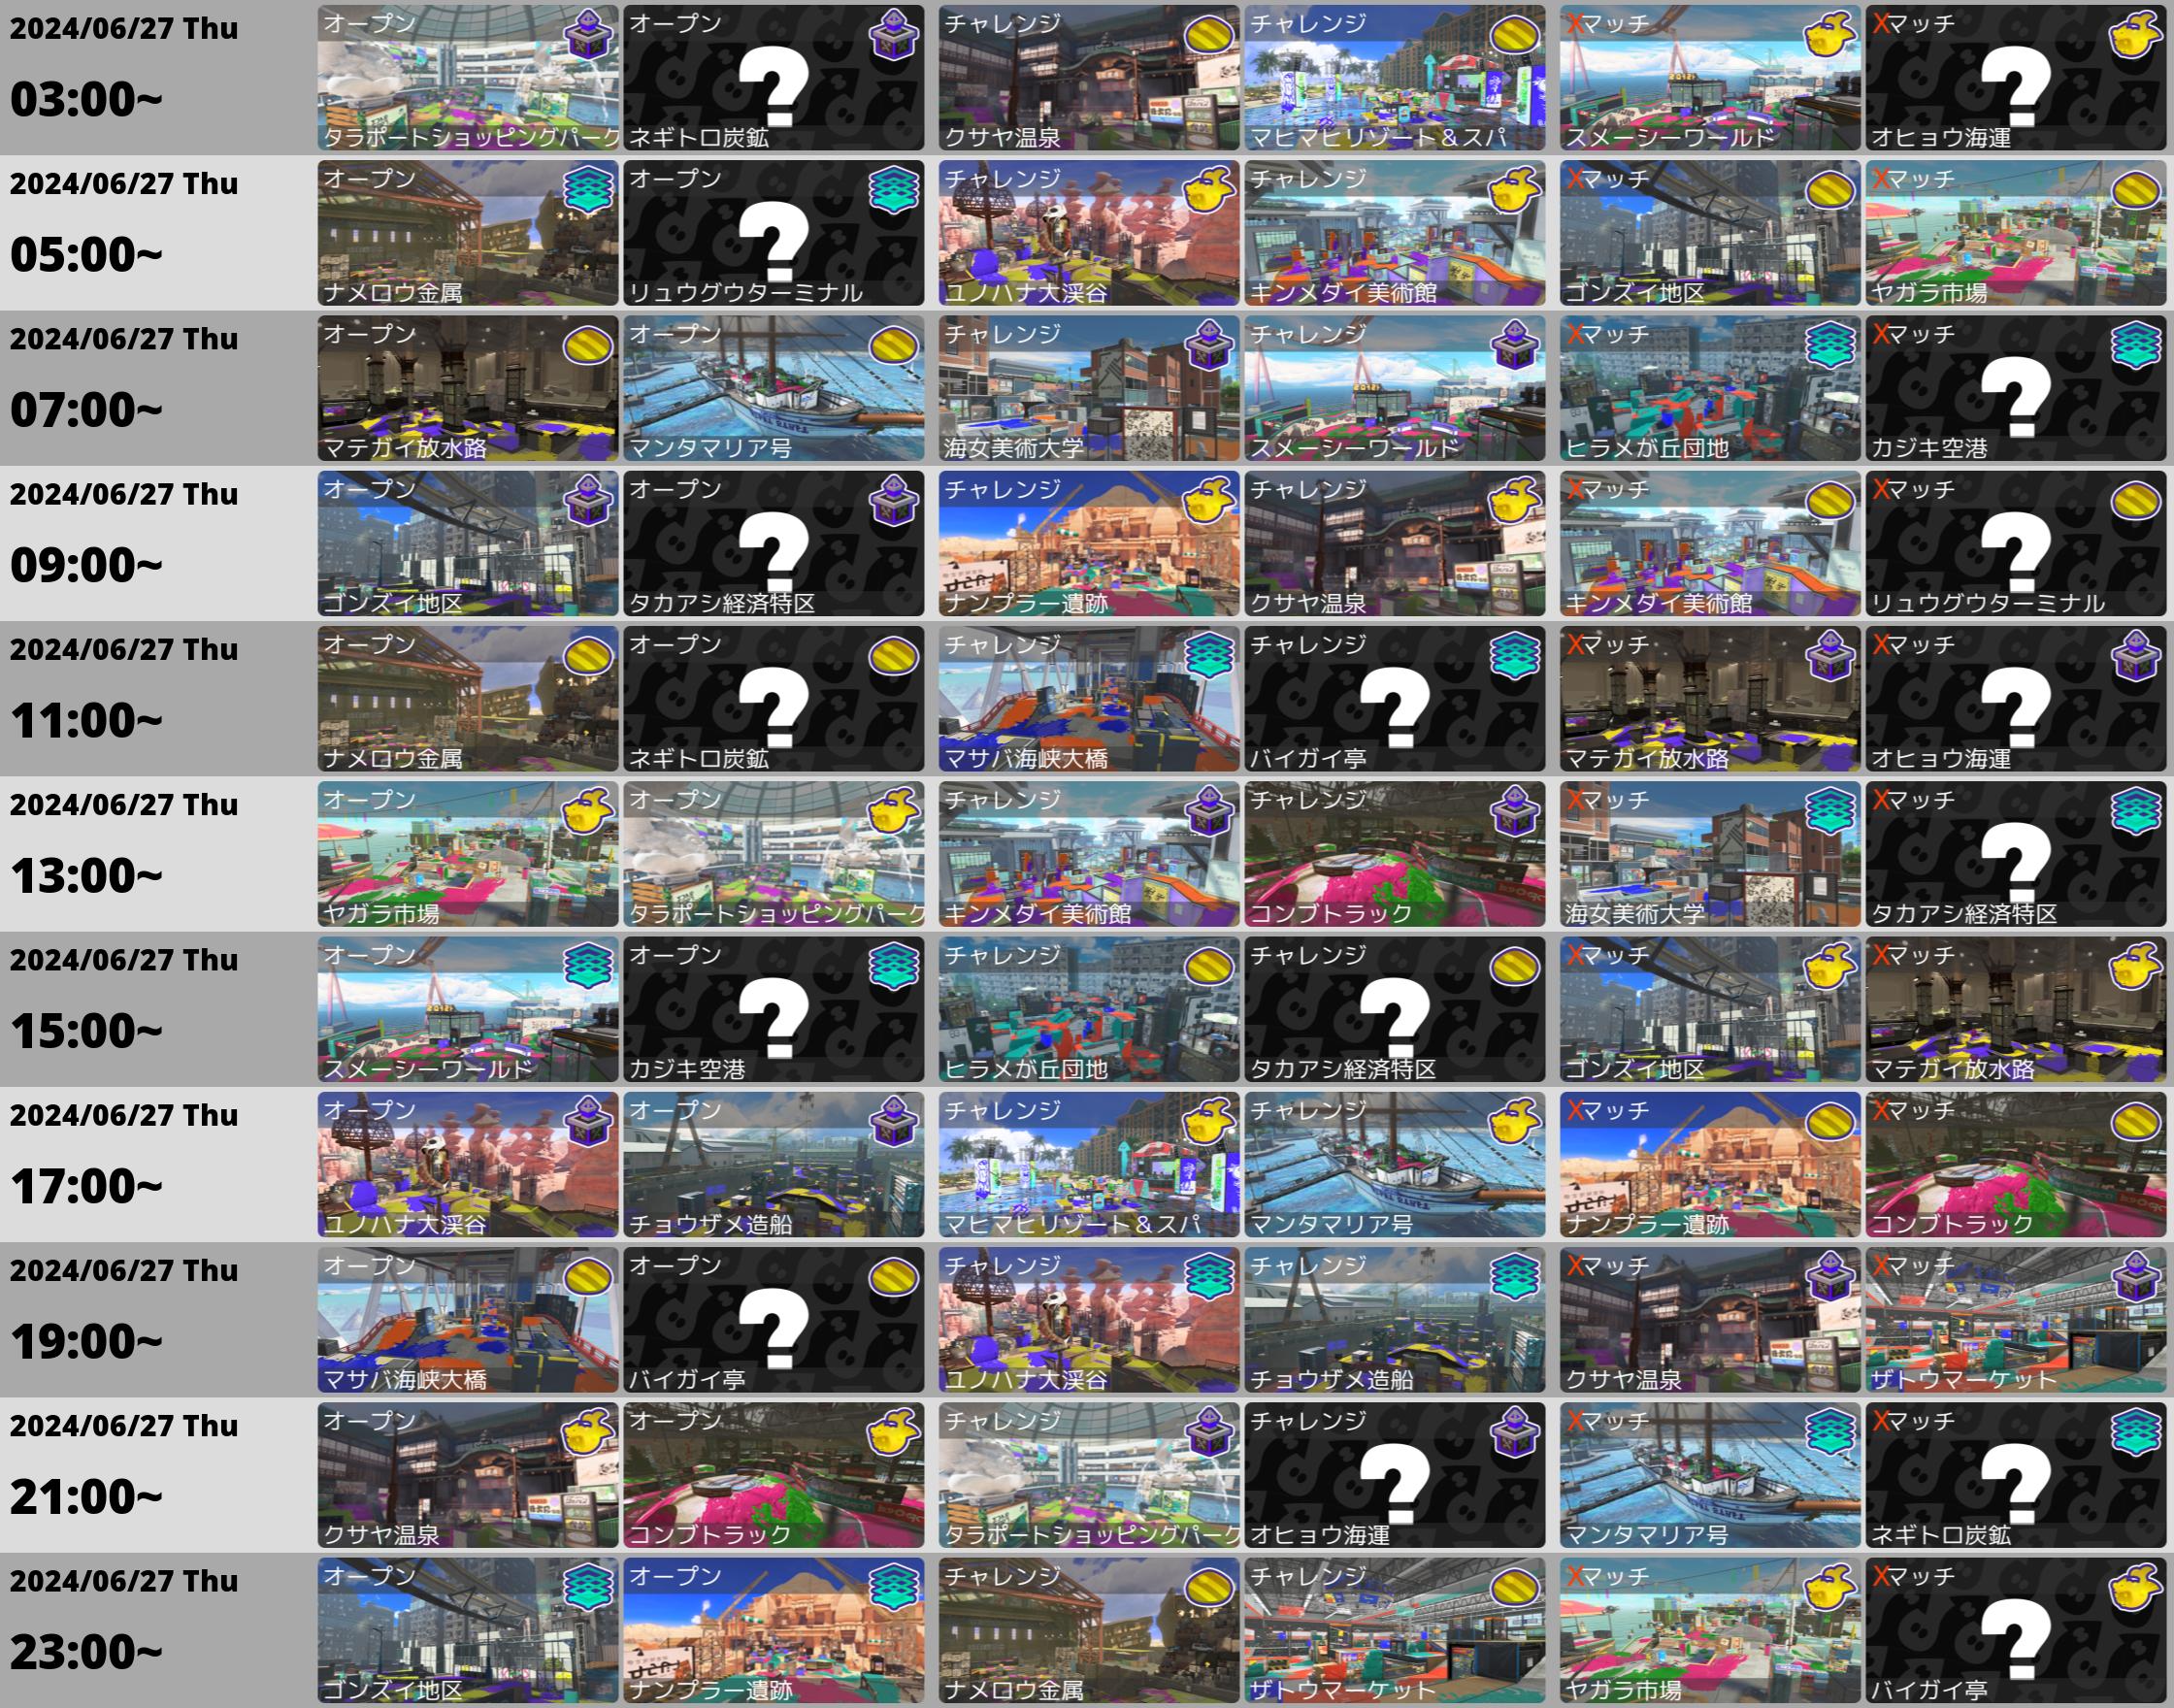 2024/06/27 Thu
03:00~
オープン
タラポートショッピングパーク
オープン
ネギトロ炭鉱
チャレンジ
クサヤ温泉
チャレンジ
マヒマヒリゾート＆スパ
Xマッチ
スメーシーワールド
Xマッチ
オヒョウ海運
2024/06/27 Thu
05:00~
オープン
ナメロウ金属
オープン
リュウグウターミナル
チャレンジ
ユノハナ大渓谷
チャレンジ
キンメダイ美術館
Xマッチ
ゴンズイ地区
Xマッチ
ヤガラ市場
2024/06/27 Thu
07:00~
オープン
マテガイ放水路
オープン
マンタマリア号
チャレンジ
海女美術大学
チャレンジ
スメーシーワールド
Xマッチ
ヒラメが丘団地
Xマッチ
カジキ空港
2024/06/27 Thu
09:00~
オープン
ゴンズイ地区
オープン
タカアシ経済特区
チャレンジ
ナンプラー遺跡
チャレンジ
クサヤ温泉
Xマッチ
キンメダイ美術館
Xマッチ
リュウグウターミナル
2024/06/27 Thu
11:00~
オープン
ナメロウ金属
オープン
ネギトロ炭鉱
チャレンジ
マサバ海峡大橋
チャレンジ
バイガイ亭
Xマッチ
マテガイ放水路
Xマッチ
オヒョウ海運
2024/06/27 Thu
13:00~
オープン
ヤガラ市場
オープン
タラポートショッピングパーク
チャレンジ
キンメダイ美術館
チャレンジ
コンブトラック
Xマッチ
海女美術大学
Xマッチ
タカアシ経済特区
2024/06/27 Thu
15:00~
オープン
スメーシーワールド
オープン
カジキ空港
チャレンジ
ヒラメが丘団地
チャレンジ
タカアシ経済特区
Xマッチ
ゴンズイ地区
Xマッチ
マテガイ放水路
2024/06/27 Thu
17:00~
オープン
ユノハナ大渓谷
オープン
チョウザメ造船
チャレンジ
マヒマヒリゾート＆スパ
チャレンジ
マンタマリア号
Xマッチ
ナンプラー遺跡
Xマッチ
コンブトラック
2024/06/27 Thu
19:00~
オープン
マサバ海峡大橋
オープン
バイガイ亭
チャレンジ
ユノハナ大渓谷
チャレンジ
チョウザメ造船
Xマッチ
クサヤ温泉
Xマッチ
ザトウマーケット
2024/06/27 Thu
21:00~
オープン
クサヤ温泉
オープン
コンブトラック
チャレンジ
タラポートショッピングパーク
チャレンジ
オヒョウ海運
Xマッチ
マンタマリア号
Xマッチ
ネギトロ炭鉱
2024/06/27 Thu
23:00~
オープン
ゴンズイ地区
オープン
ナンプラー遺跡
チャレンジ
ナメロウ金属
チャレンジ
ザトウマーケット
Xマッチ
ヤガラ市場
Xマッチ
バイガイ亭